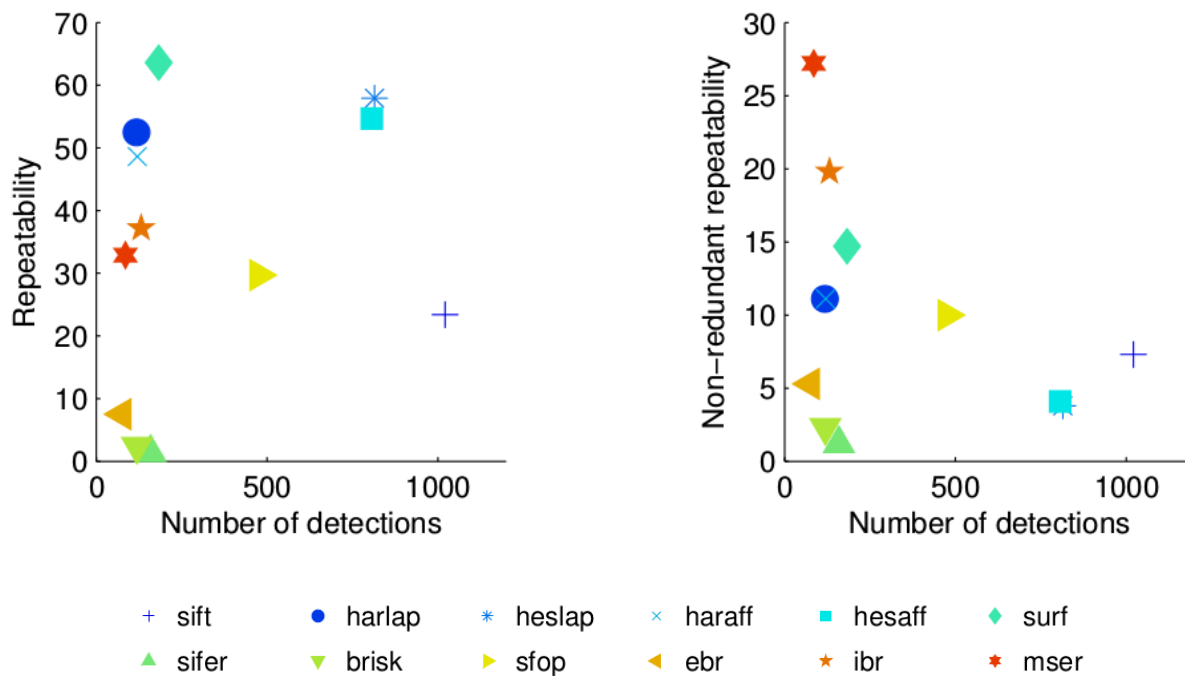 70
60
50
40
30
20
10
0
Repeatability
0 500 1000
Number of detections
30
25
20
15
10
5
0
Non−redundant repeatability
0 500 1000
Number of detections
sift harlap heslap haraff hesaff surf
sifer brisk sfop ebr ibr mser